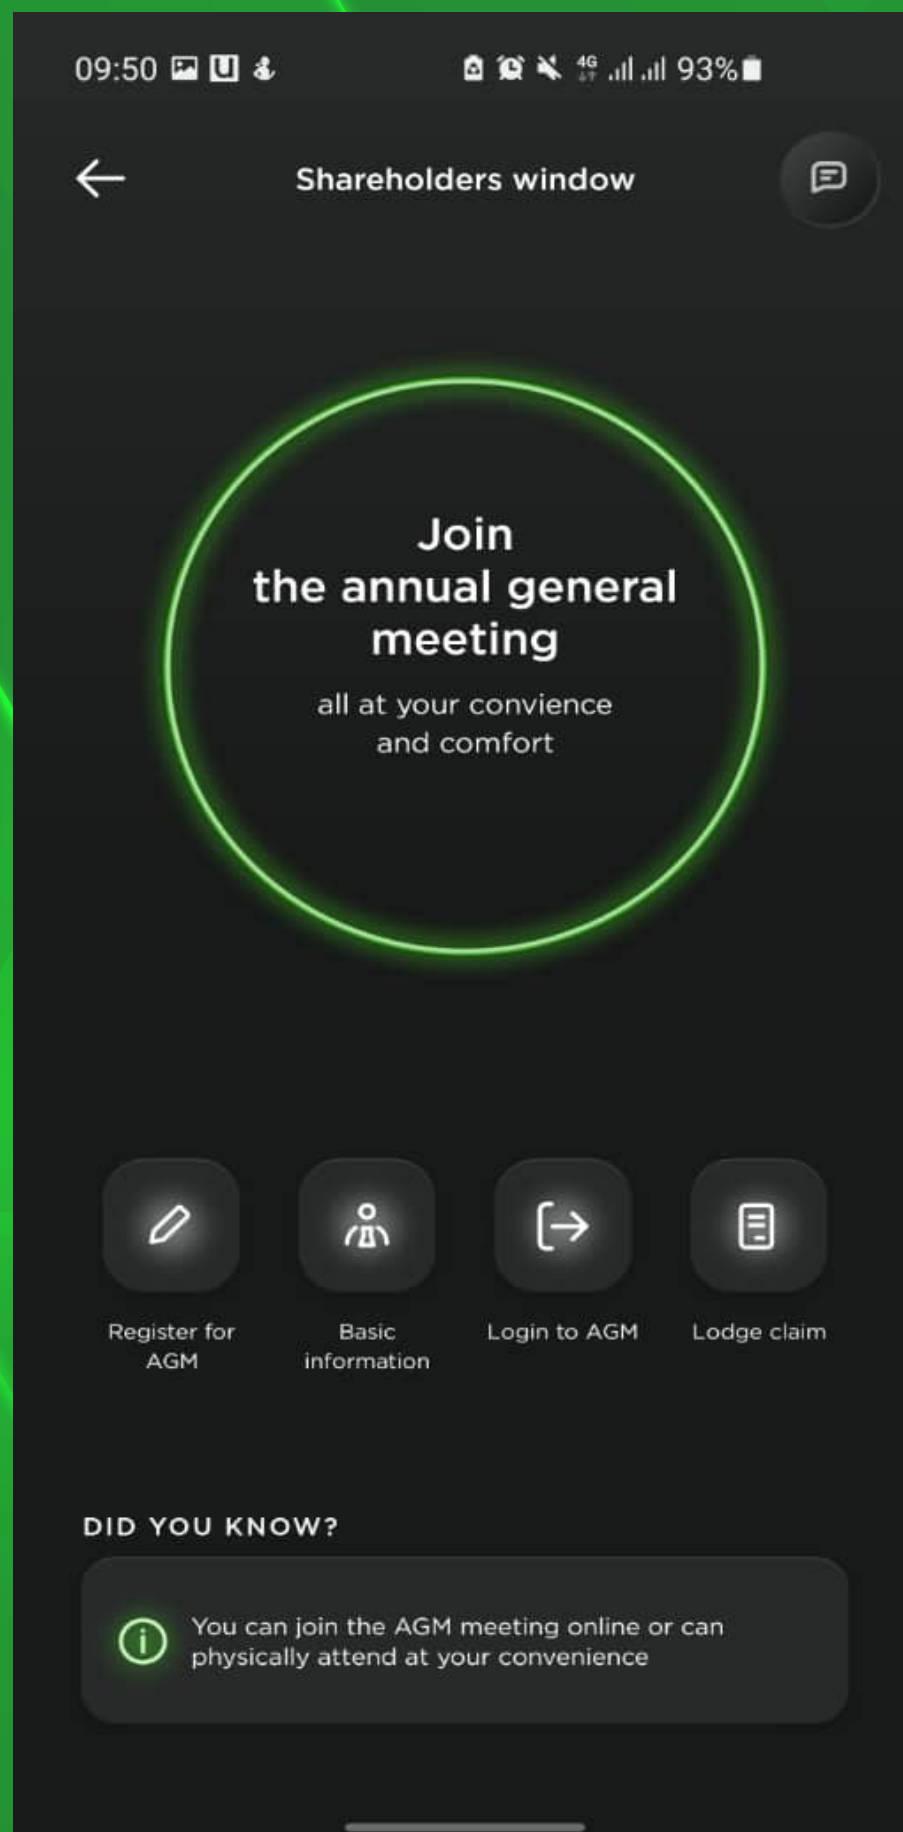 09:50 U 4G 93%
Shareholders window
Join
the annual general
meeting
all at your convience
and comfort
Register for
AGM
Basic
information
Login to AGM
Lodge claim
DID YOU KNOW?
You can join the AGM meeting online or can
physically attend at your convenience